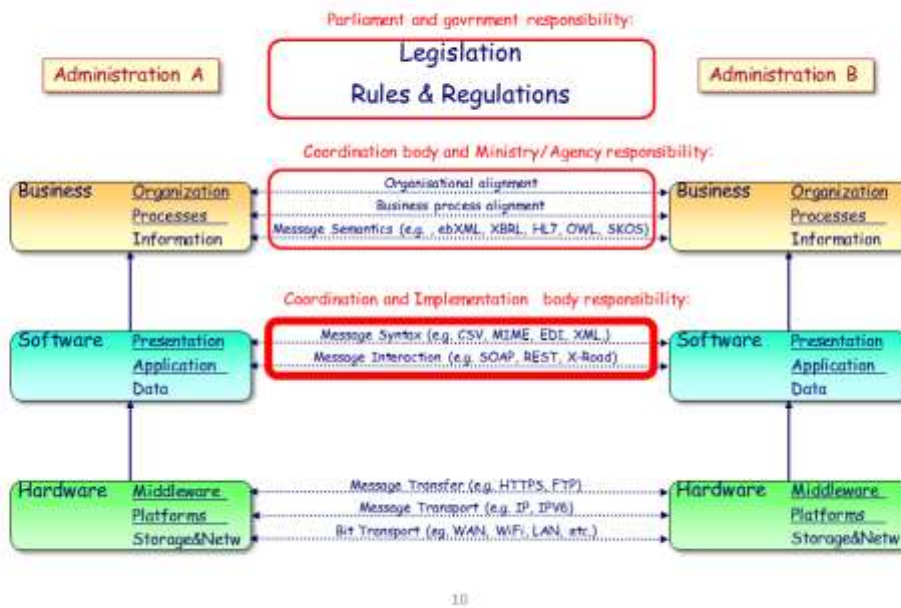 Parliament and govrnment responsibility:
Legislation
Rules & Regulations
Administration A
Administration B
Coordination body and Ministry/Agency responsibility:
Business
Organization
Processes
Information
Organisational alignment
Business process alignment
Message Semantics (e.g. , ebXML, XBRL, HL7, OWL, SKOS)
Business
Organization
Processes
Information
Coordination and Implementation body responsibility:
Software
Presentation
Application
Data
Message Syntax (e.g. CSV, MIME, EDI, XML,)
Message Interaction (e.g. SOAP, REST, X-Road)
Software
Presentation
Application
Data
Hardware
Middleware
Platforms
Storage&Netw
Message Transfer (e.g. HTTPS, FTP)
Message Transport (e.g. IP, IPV6)
Bit Transport (eg, WAN, WiFi, LAN, etc.)
Hardware
Middleware
Platforms
Storage&Netw
10